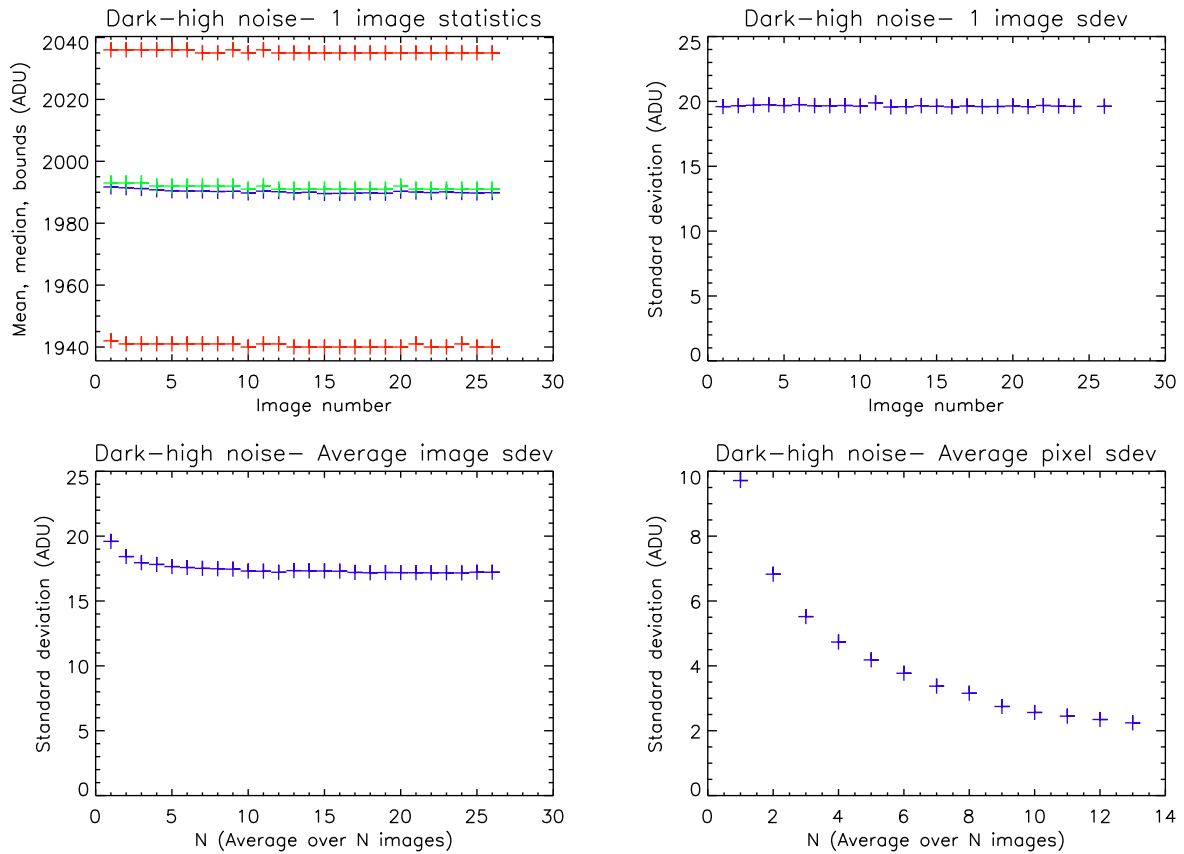 Dark-high noise- 1 image statistics
Mean, median, bounds (ADU)
2040
2020
2000
1980
1960
1940
0 5 10 15 20 25 30
Image number
Dark-high noise- 1 image sdev
Standard deviation (ADU)
25
20
15
10
5
0
0 5 10 15 20 25 30
Image number
Dark-high noise- Average image sdev
Standard deviation (ADU)
25
20
15
10
5
0
0 5 10 15 20 25 30
N (Average over N images)
Dark-high noise- Average pixel sdev
Standard deviation (ADU)
10
8
6
4
2
0
0 2 4 6 8 10 12 14
N (Average over N images)